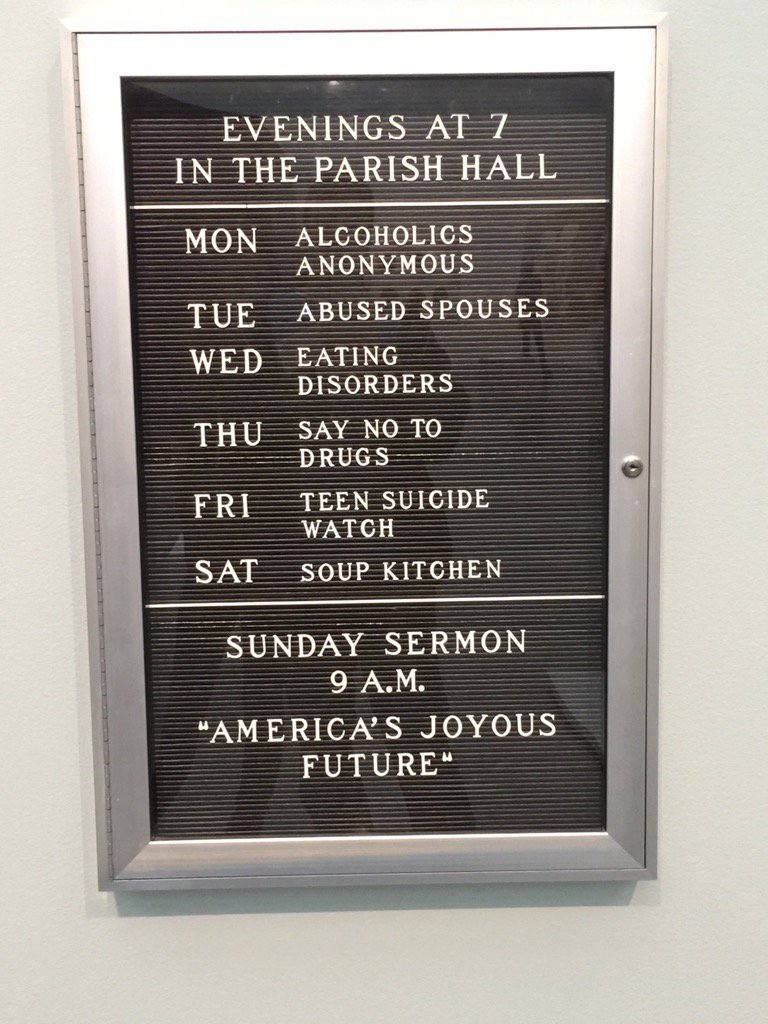 EVENINGS AT 7
IN THE PARISH HALL
MON ALCOHOLICS
ANONYMOUS
TUE ABUSED SPOUSES
WED EATING
DISORDERS
THU SAY NO TO
DRUGS
FRI TEEN SUICIDE
WATCH
SAT SOUP KITCHEN
SUNDAY SERMON
9 A.M.
"AMERICA'S JOYOUS
FUTURE"